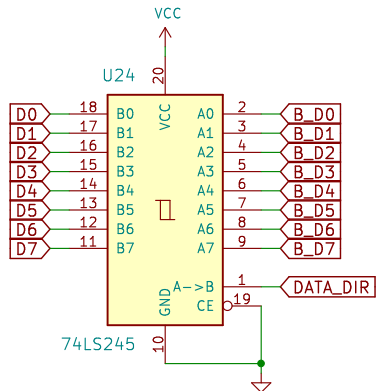 VCC
U24
20
VCC
D0 18 B0 A0 2 B_D0
D1 17 B1 A1 3 B_D1
D2 16 B2 A2 4 B_D2
D3 15 B3 A3 5 B_D3
D4 14 B4 A4 6 B_D4
D5 13 B5 A5 7 B_D5
D6 12 B6 A6 8 B_D6
D7 11 B7 A7 9 B_D7
A->B 1 DATA_DIR
GND CE 19
74LS245 10